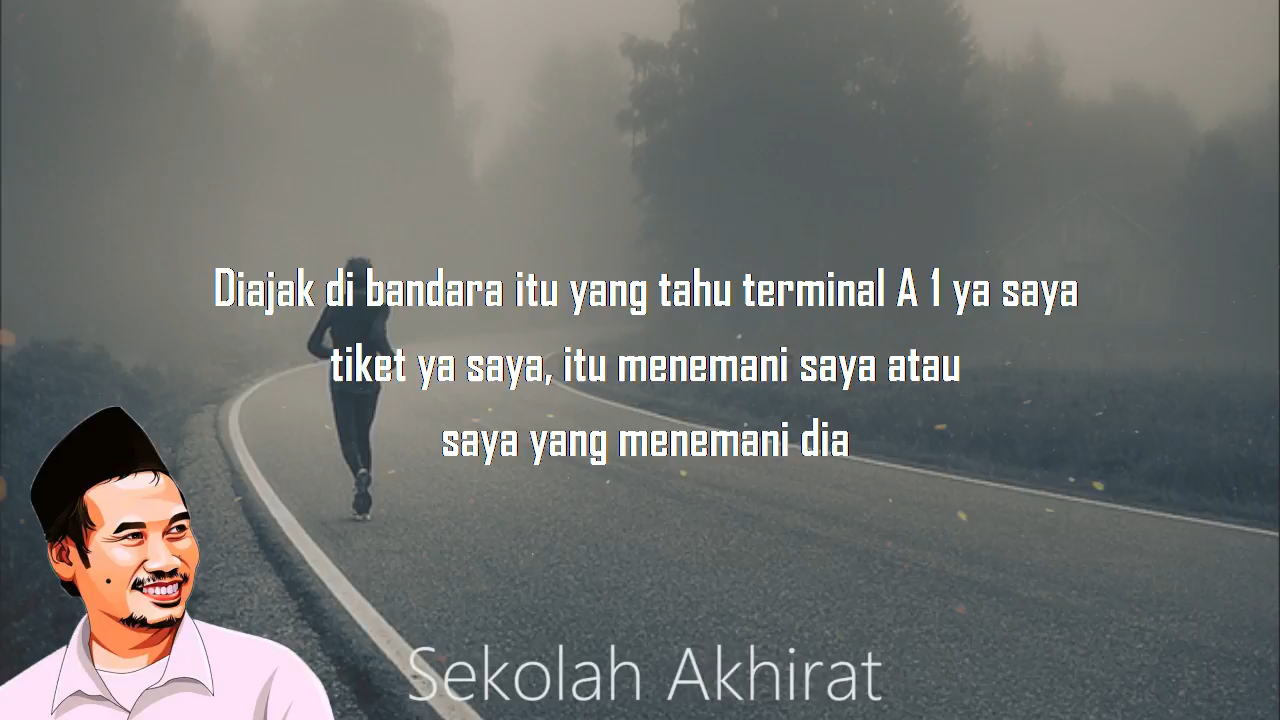 Diajak di bandara itu yang tahu terminal A 1 ya saya
tiket ya saya, itu menemani saya atau
saya yang menemani dia
Sekolah Akhirat